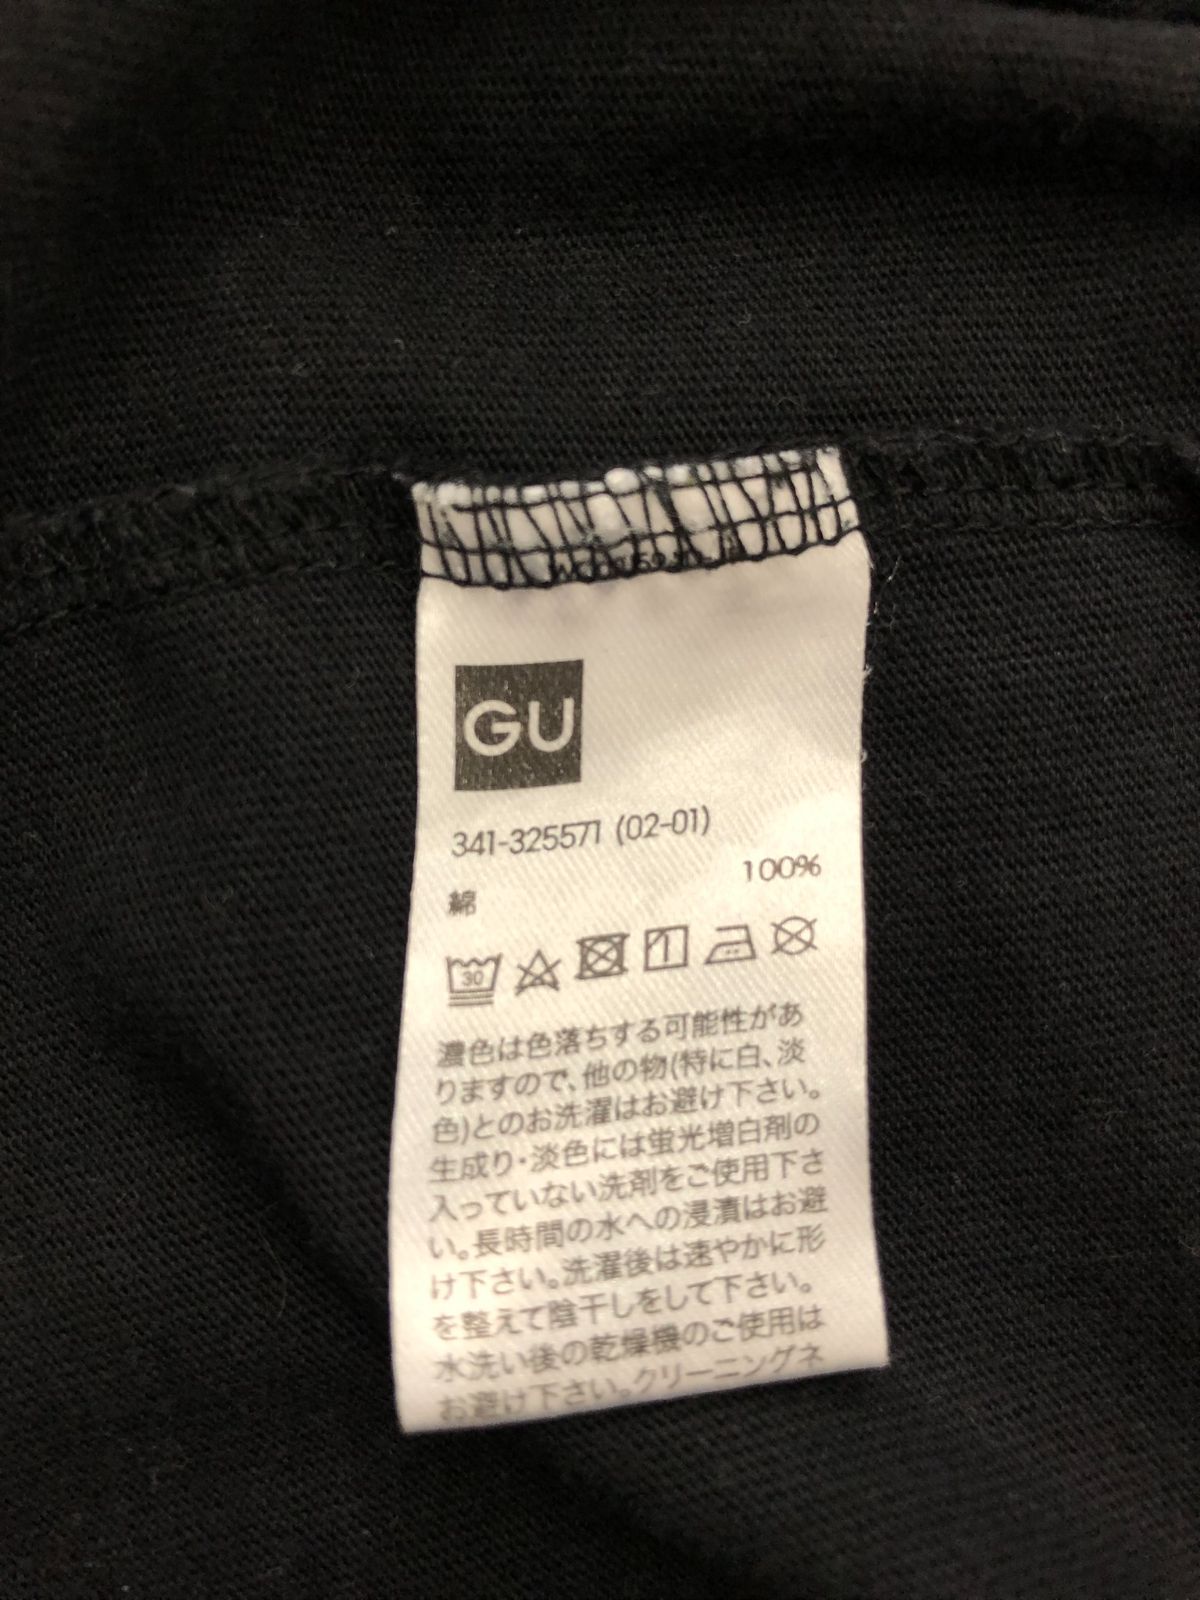 GU
341-325571 (02-01)
綿 100%
30
濃色は色落ちする可能性があ
りますので、他の物(特に白、淡
色)とのお洗濯はお避け下さい。
生成り・淡色には蛍光増白剤の
入っていない洗剤をご使用下さ
い。長時間の水への浸漬はお避
け下さい。洗濯後は速やかに形
を整えて陰干しをして下さい。
水洗い後の乾燥機のご使用は
お避け下さい。クリーニングネ